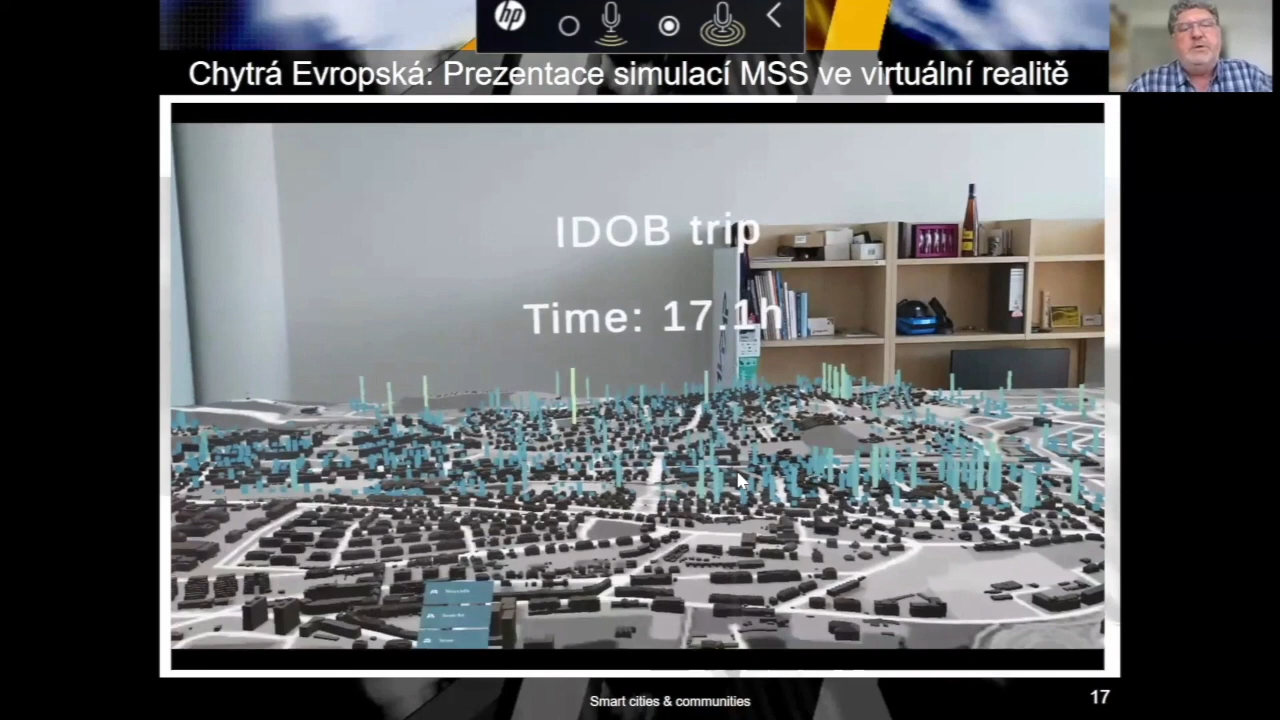 hp
Chytrá Evropská: Prezentace simulací MSS ve virtuální realitě
IDOB trip
Time: 17.1h
Smart cities & communities
17